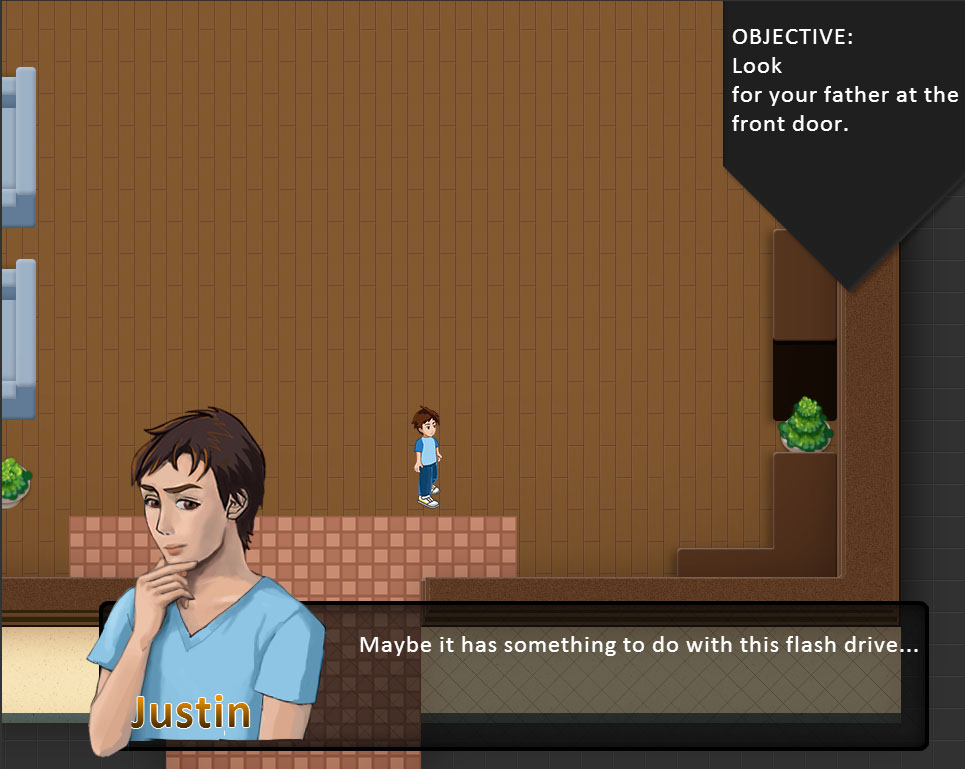 OBJECTIVE:
Look
for your father at the
front door.
Maybe it has something to do with this flash drive...
Justin